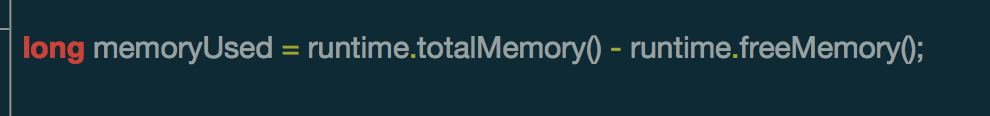 long memoryUsed = runtime.totalMemory() - runtime.freeMemory();